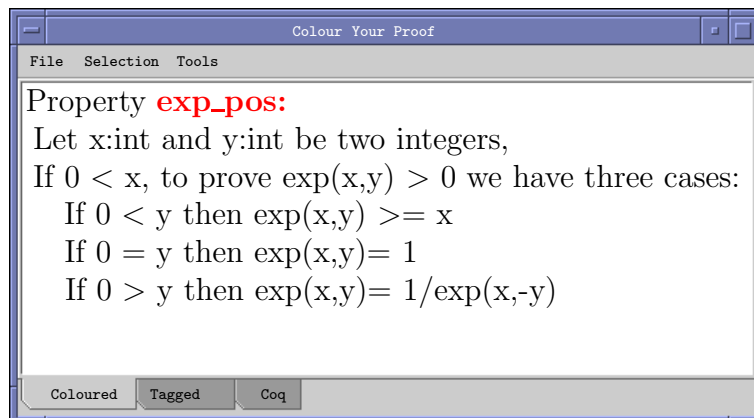 Colour Your Proof
File Selection Tools
Property exp_pos:
Let x:int and y:int be two integers,
If 0 < x, to prove exp(x,y) > 0 we have three cases:
If 0 < y then exp(x,y) >= x
If 0 = y then exp(x,y)= 1
If 0 > y then exp(x,y)= 1/exp(x,-y)
Coloured Tagged Coq